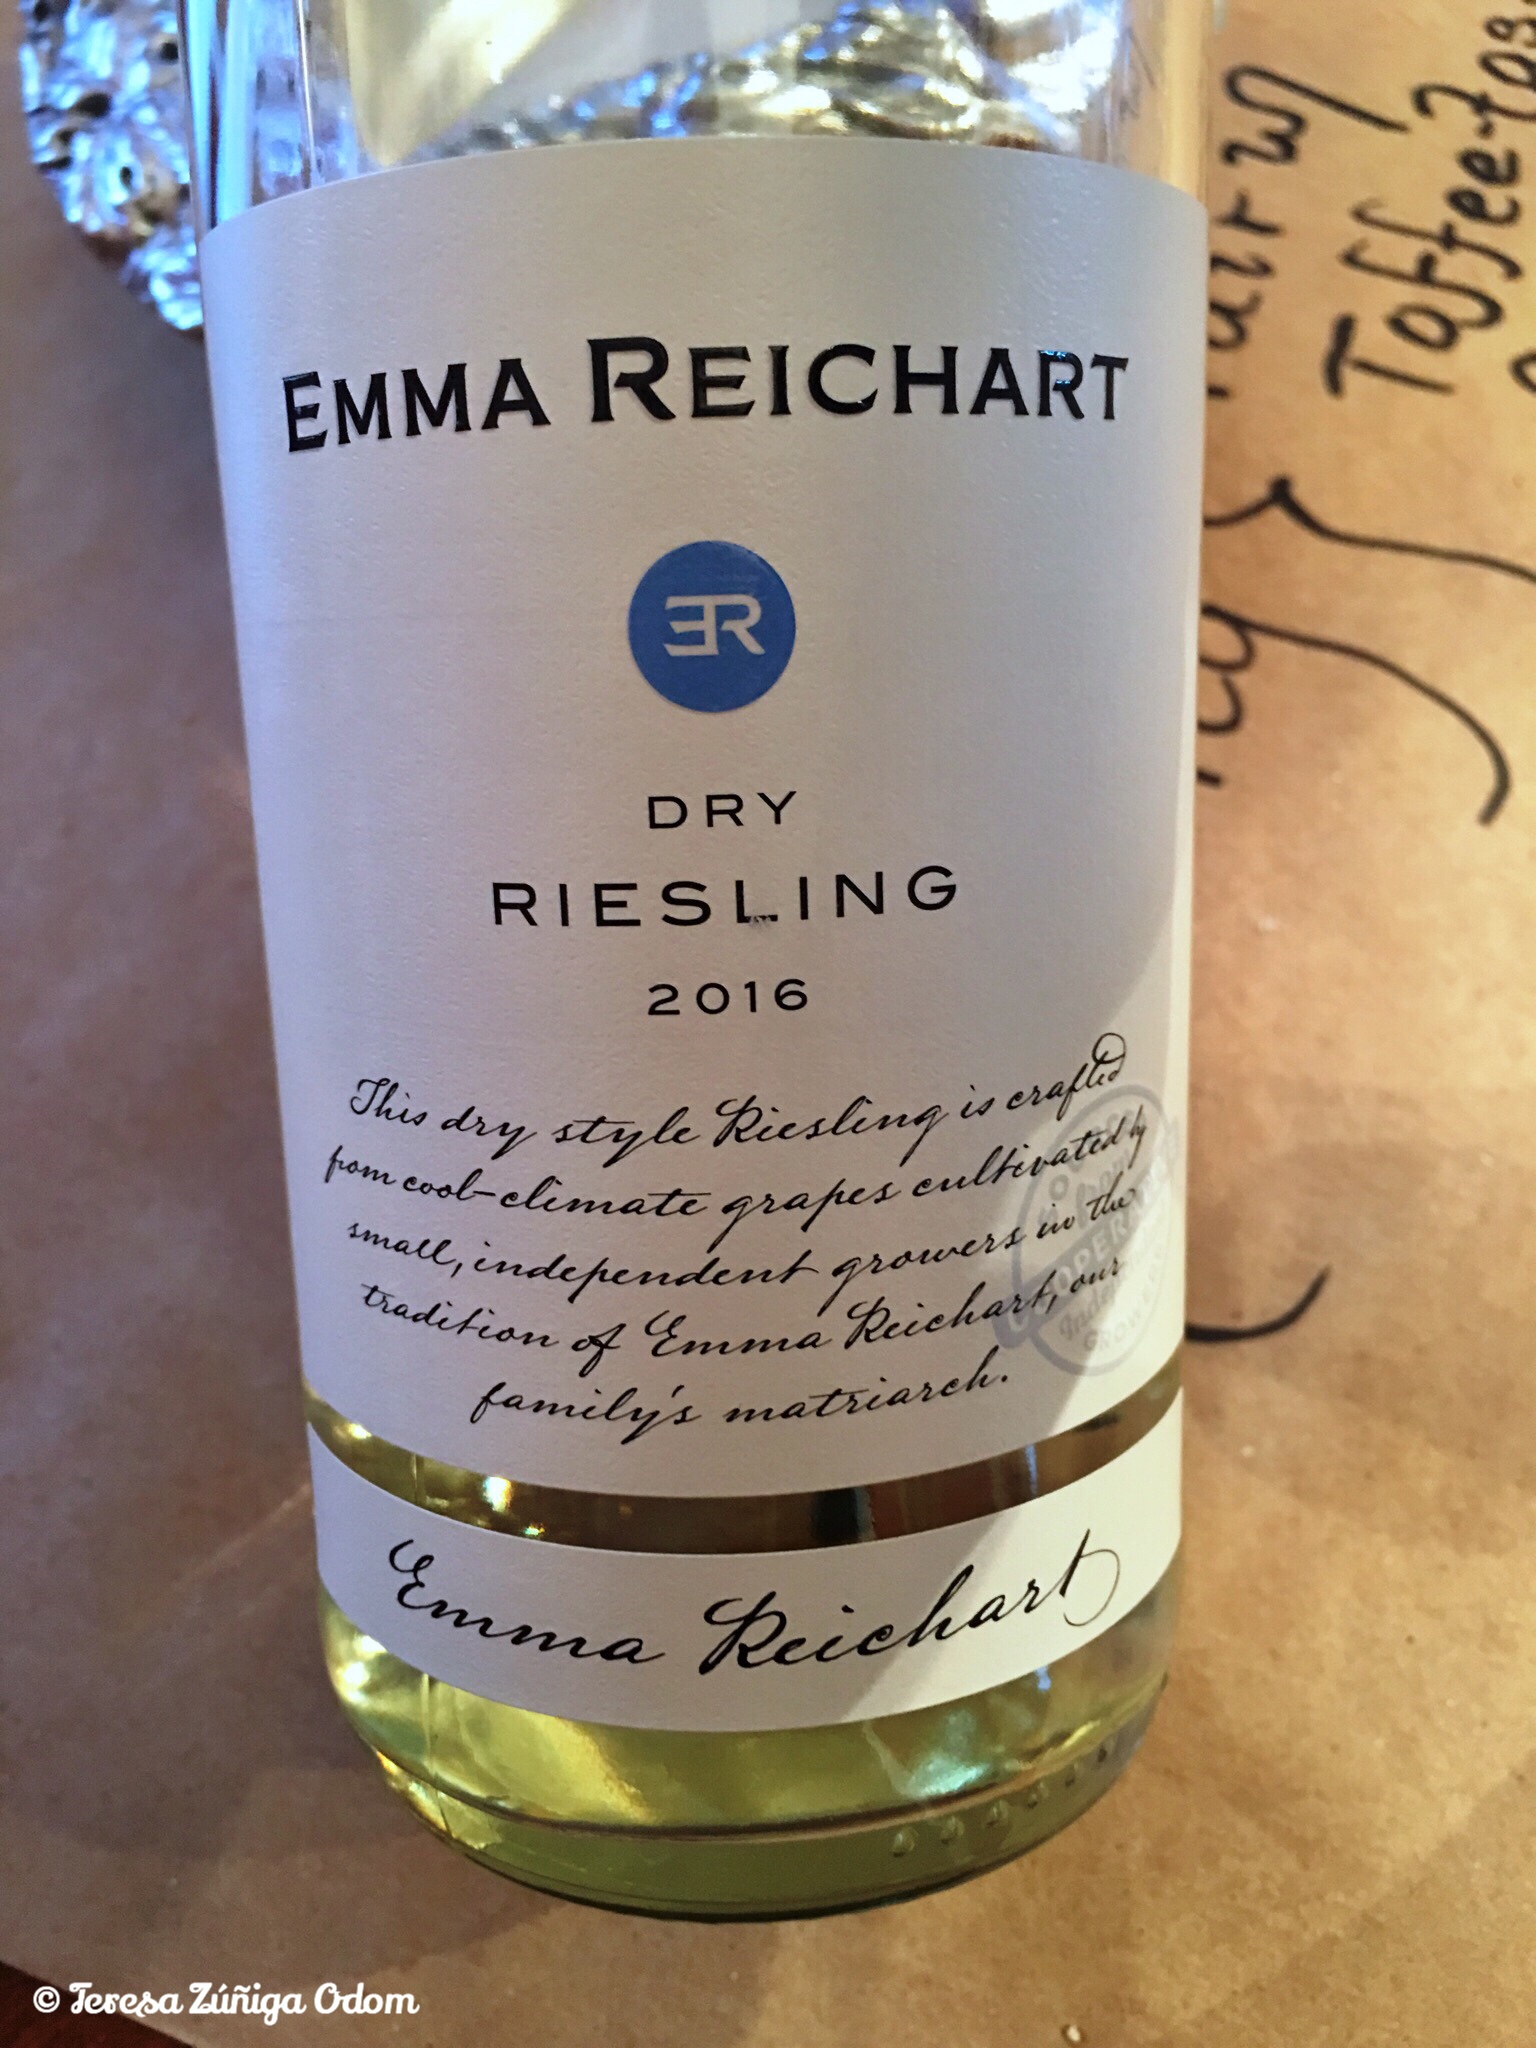 EMMA REICHART
ER
DRY
RIESLING
2016
This dry style Riesling is crafted
from cool-climate grapes cultivated by
small, independent growers in the
tradition of Emma Reichart, our
family's matriarch.
Emma Reichart
w/
© Teresa Zúñiga Odom